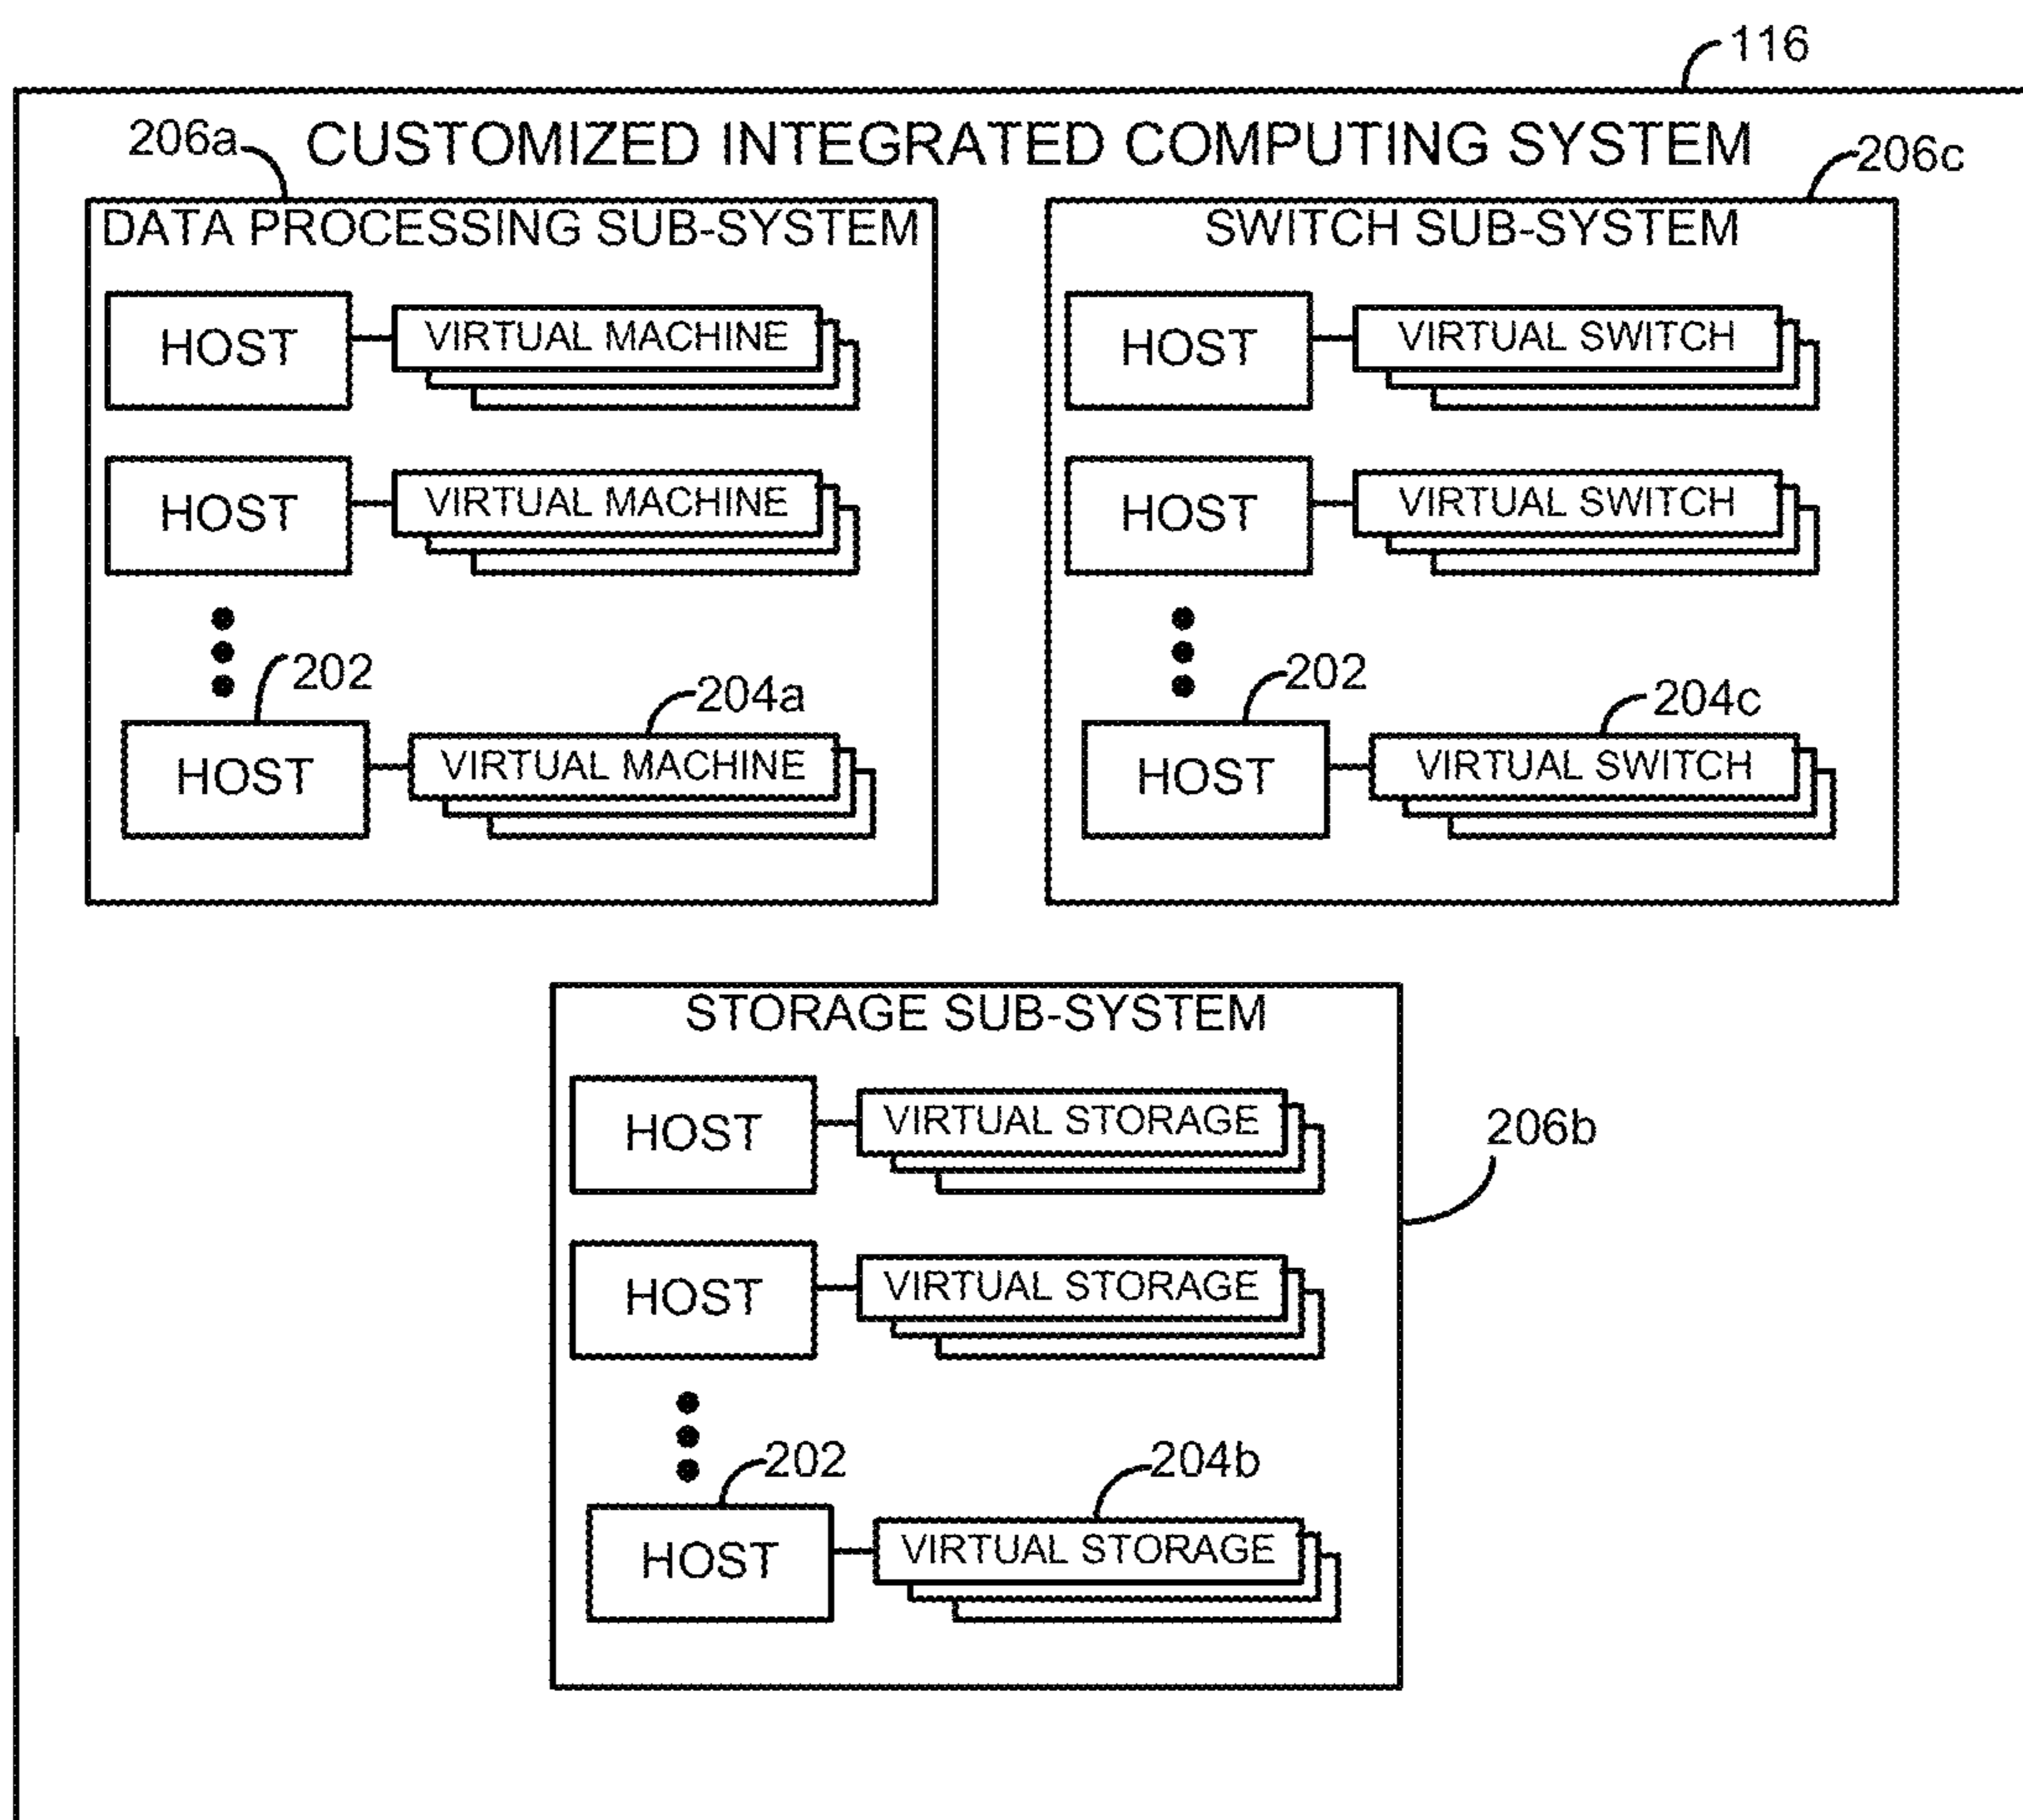 116
CUSTOMIZED INTEGRATED COMPUTING SYSTEM
206a
206c
DATA PROCESSING SUB-SYSTEM
HOST
VIRTUAL MACHINE
HOST
VIRTUAL MACHINE
202
204a
HOST
VIRTUAL MACHINE
SWITCH SUB-SYSTEM
HOST
VIRTUAL SWITCH
HOST
VIRTUAL SWITCH
202
204c
HOST
VIRTUAL SWITCH
STORAGE SUB-SYSTEM
206b
HOST
VIRTUAL STORAGE
HOST
VIRTUAL STORAGE
202
204b
HOST
VIRTUAL STORAGE